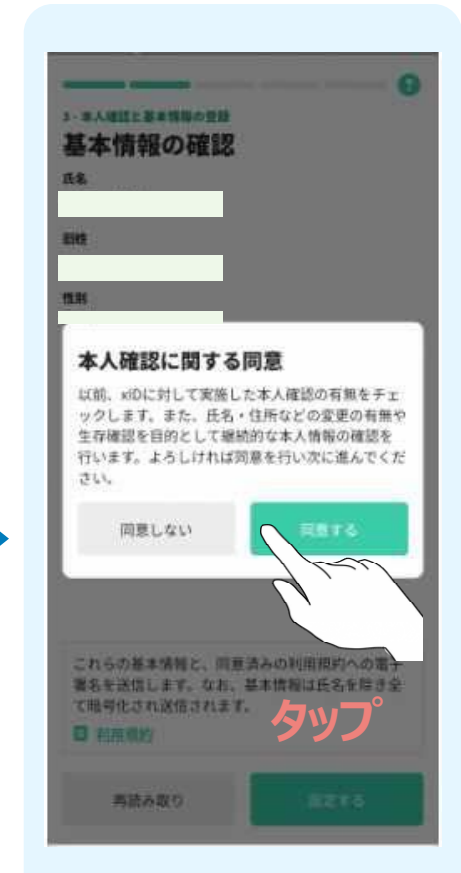 ?
3・本人確認と基本情報の登録
基本情報の確認
氏名
旧姓
性別
本人確認に関する同意
以前、xIDに対して実施した本人確認の有無をチェ
ックします。また、氏名・住所などの変更の有無や
生存確認を目的として継続的な本人情報の確認を
行います。よろしければ同意を行い次に進んでくだ
さい。
同意しない
同意する
これらの基本情報と、同意済みの利用規約への電子
署名を送信します。なお、基本情報は氏名を除き全
て暗号化され送信されます。
タップ
利用規約
再読み取り
設定する